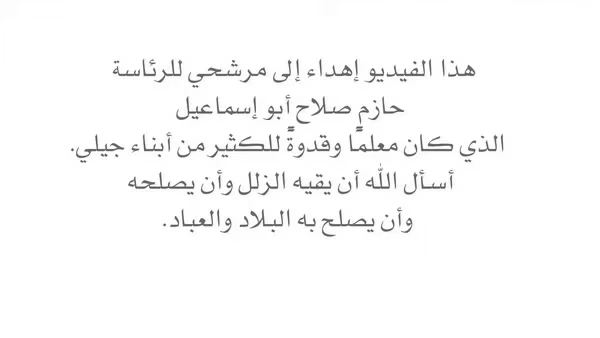 هذا الفيديو إهداء إلى مرشحي للرئاسة
حازم صلاح أبو إسماعيل
الذي كان معلمًا وقدوةً للكثير من أبناء جيلي.
أسأل الله أن يقيه الزلل وأن يصلحه
وأن يصلح به البلاد والعباد.